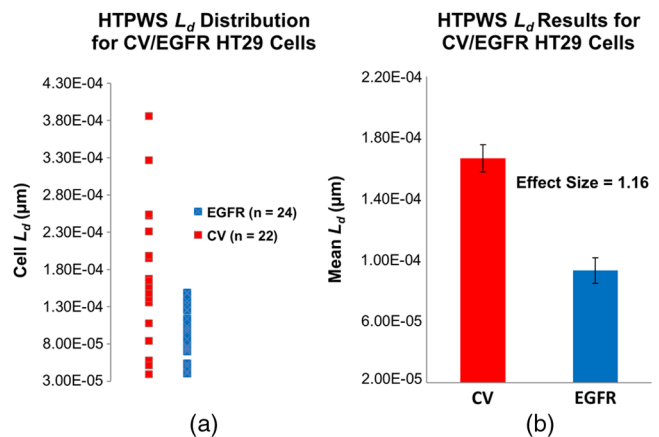 HTPWS Ld Distribution
for CV/EGFR HT29 Cells
4.30E-04
3.80E-04
3.30E-04
2.80E-04
2.30E-04
1.80E-04
1.30E-04
8.00E-05
3.00E-05
Cell Ld (µm)
EGFR (n = 24)
CV (n = 22)
(a)
HTPWS Ld Results for
CV/EGFR HT29 Cells
2.20E-04
1.80E-04
1.40E-04
1.00E-04
6.00E-05
2.00E-05
Mean Ld (µm)
Effect Size = 1.16
CV
EGFR
(b)